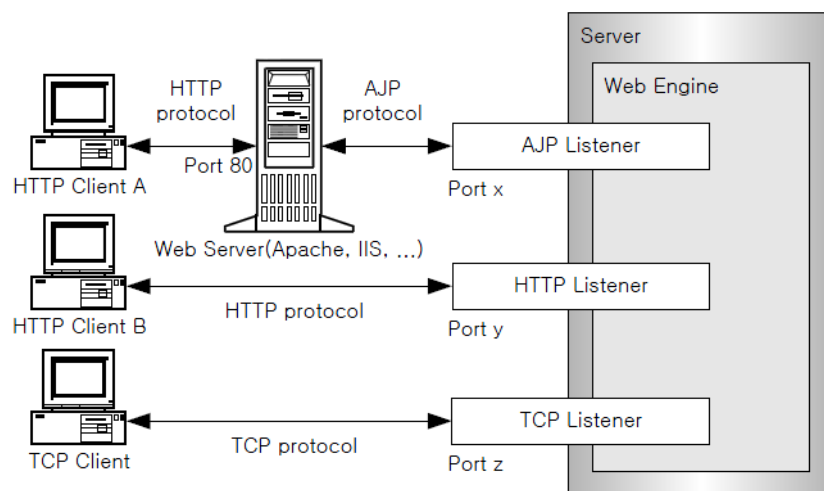 Server
Web Engine
HTTP
protocol
AJP
protocol
AJP Listener
Port 80
Port x
HTTP Client A
Web Server(Apache, IIS, ...)
HTTP Listener
HTTP protocol
Port y
HTTP Client B
TCP Listener
TCP protocol
Port z
TCP Client